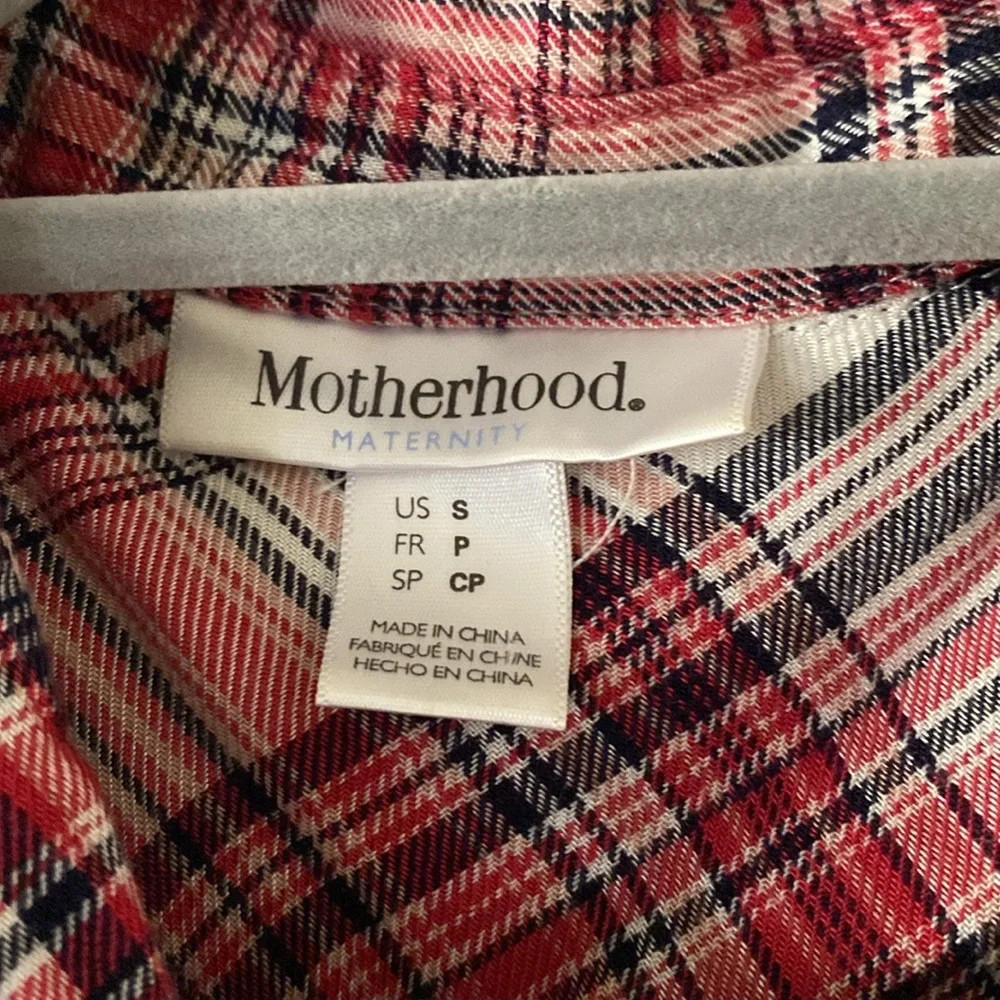 Motherhood®
MATERNITY
US S
FR P
SP CP
MADE IN CHINA
FABRIQUÉ EN CHINE
HECHO EN CHINA